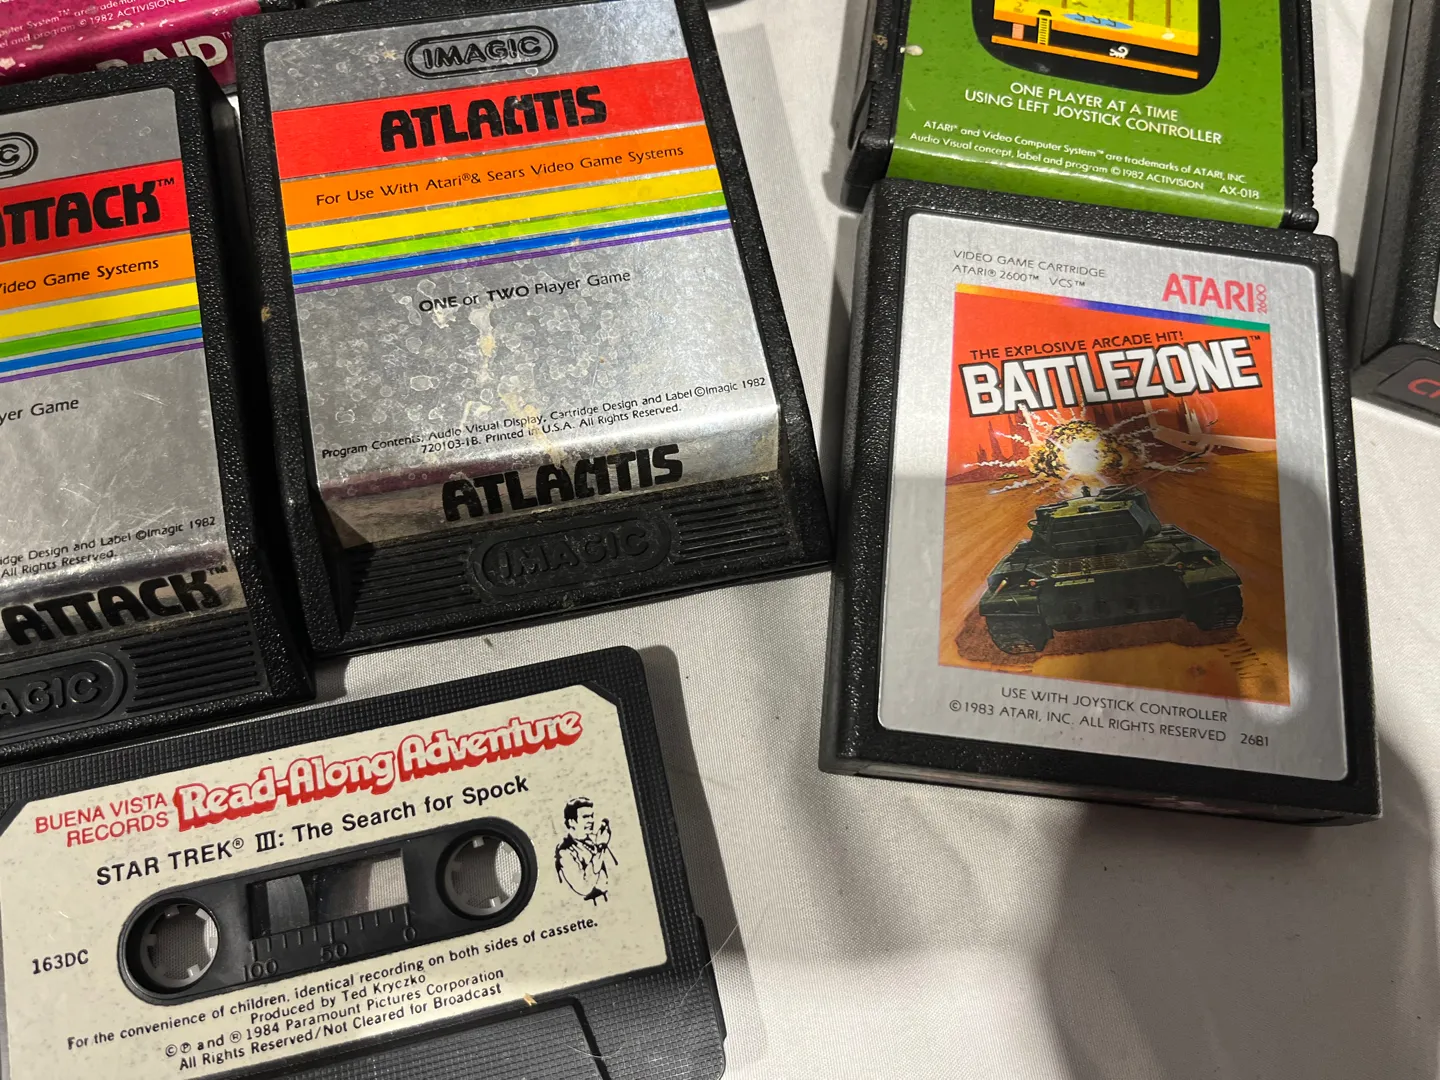 © 1982 ACTIVISION
RAID™
IMAGIC
ATLANTIS
For Use With Atari® & Sears Video Game Systems
ONE or TWO Player Game
Program Contents, Audio Visual Display, Cartridge Design and Label © Imagic 1982
720103-1B. Printed in U.S.A. All Rights Reserved.
ATLANTIS
IMAGIC
ATTACK™
Video Game Systems
yer Game
dge Design and Label © Imagic 1982
All Rights Reserved.
ATTACK™
AGIC
ONE PLAYER AT A TIME
USING LEFT JOYSTICK CONTROLLER
ATARI® and Video Computer System™ are trademarks of ATARI, INC.
Audio Visual concept, label and program © 1982 ACTIVISION AX-018
VIDEO GAME CARTRIDGE
ATARI® 2600™ VCS™
ATARI 2600
THE EXPLOSIVE ARCADE HIT!
BATTLEZONE™
USE WITH JOYSTICK CONTROLLER
© 1983 ATARI, INC. ALL RIGHTS RESERVED 2681
BUENA VISTA
RECORDS
Read-Along Adventure
STAR TREK® III: The Search for Spock
163DC
100 50 0
For the convenience of children, identical recording on both sides of cassette.
Produced by Ted Kryczko
© ℗ and ® 1984 Paramount Pictures Corporation
All Rights Reserved/Not Cleared for Broadcast